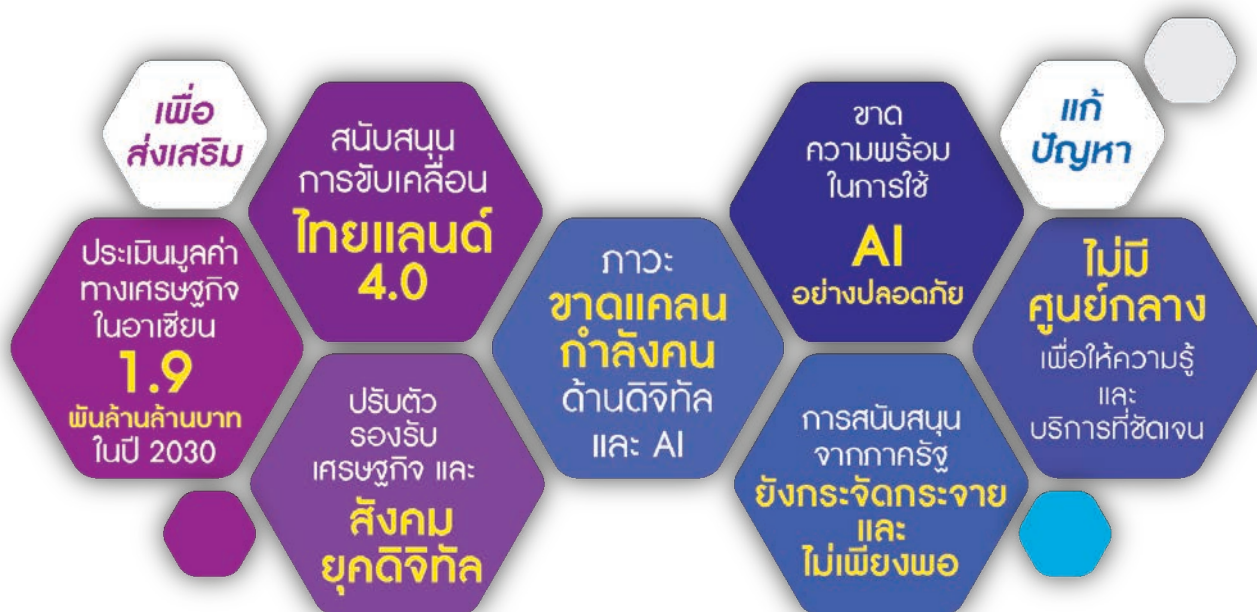 เพื่อ
ส่งเสริม
สนับสนุน
การขับเคลื่อน
ไทยแลนด์
4.0
ประเมินมูลค่า
ทางเศรษฐกิจ
ในอาเซียน
1.9
พันล้านล้านบาท
ในปี 2030
ปรับตัว
รองรับ
เศรษฐกิจ และ
สังคม
ยุคดิจิทัล
ภาวะ
ขาดแคลน
กำลังคน
ด้านดิจิทัล
และ AI
แก้
ปัญหา
ขาด
ความพร้อม
ในการใช้
AI
อย่างปลอดภัย
ไม่มี
ศูนย์กลาง
เพื่อให้ความรู้
และ
บริการที่ชัดเจน
การสนับสนุน
จากภาครัฐ
ยังกระจัดกระจาย
และ
ไม่เพียงพอ